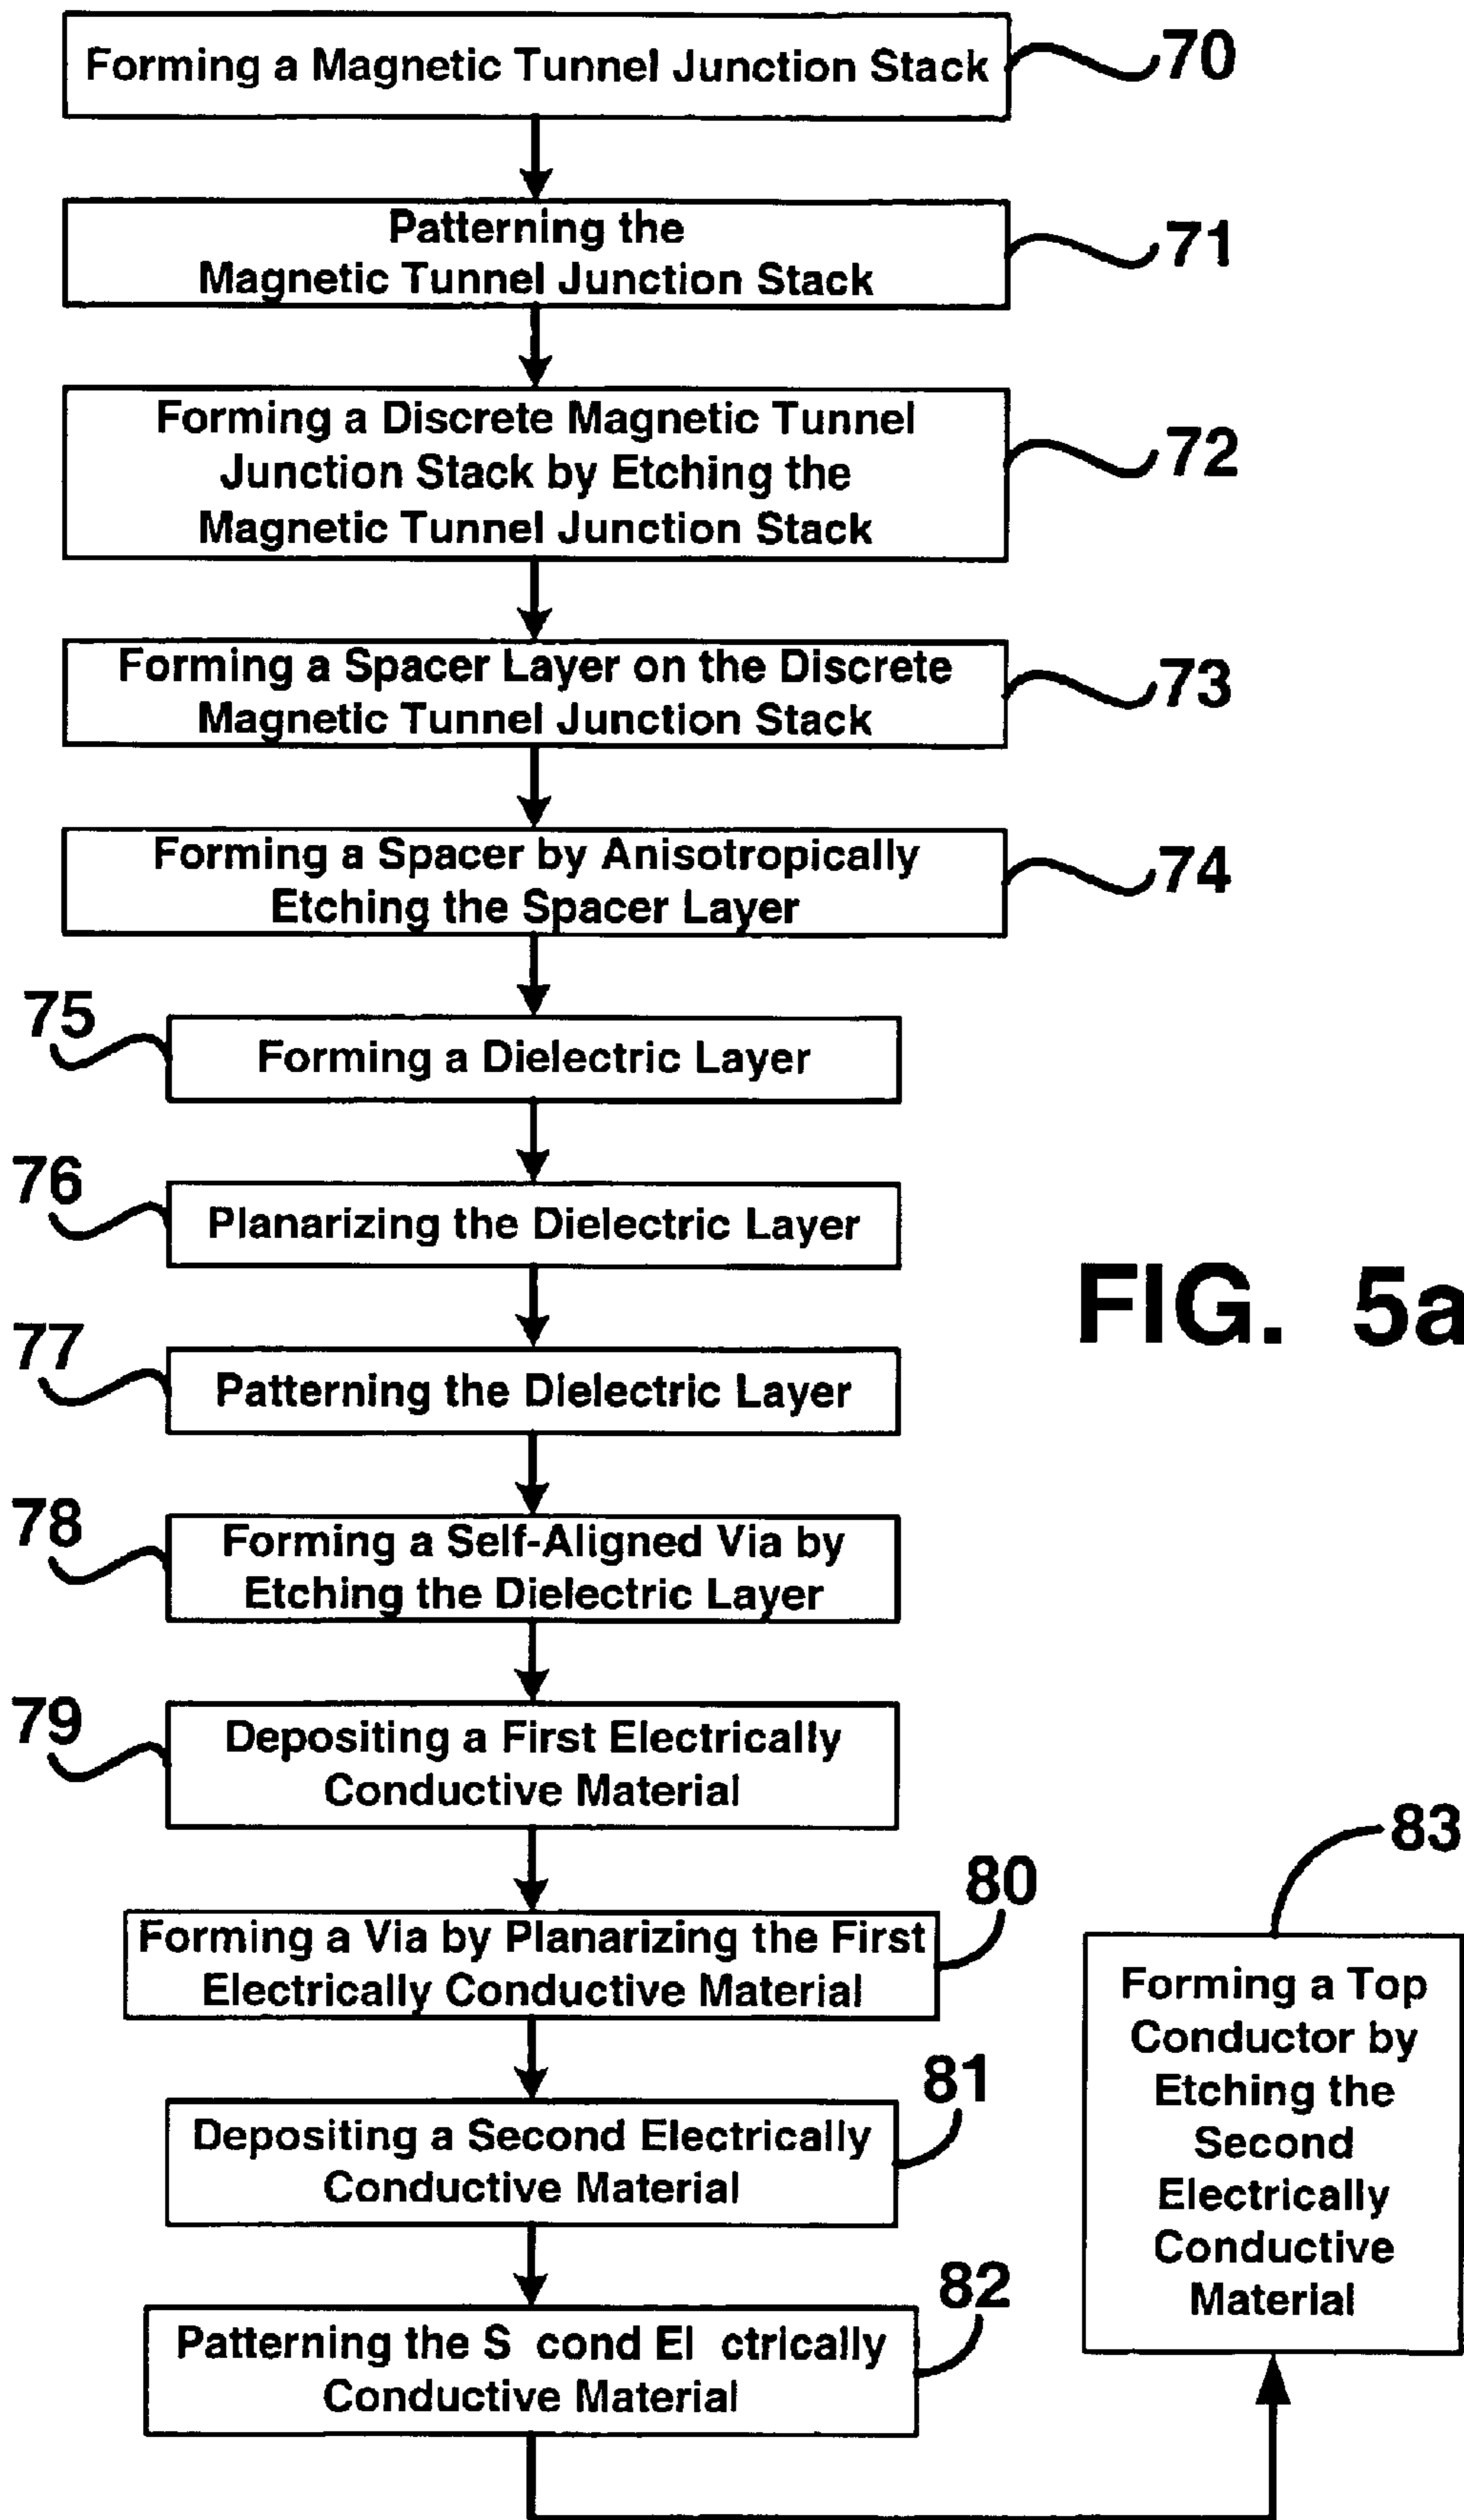 Forming a Magnetic Tunnel Junction Stack
70
Patterning the
Magnetic Tunnel Junction Stack
71
Forming a Discrete Magnetic Tunnel
Junction Stack by Etching the
Magnetic Tunnel Junction Stack
72
Forming a Spacer Layer on the Discrete
Magnetic Tunnel Junction Stack
73
Forming a Spacer by Anisotropically
Etching the Spacer Layer
74
75
Forming a Dielectric Layer
76
Planarizing the Dielectric Layer
FIG. 5a
77
Patterning the Dielectric Layer
78
Forming a Self-Aligned Via by
Etching the Dielectric Layer
79
Depositing a First Electrically
Conductive Material
80
Forming a Via by Planarizing the First
Electrically Conductive Material
81
Depositing a Second Electrically
Conductive Material
82
Patterning the S cond El ctrically
Conductive Material
83
Forming a Top
Conductor by
Etching the
Second
Electrically
Conductive
Material